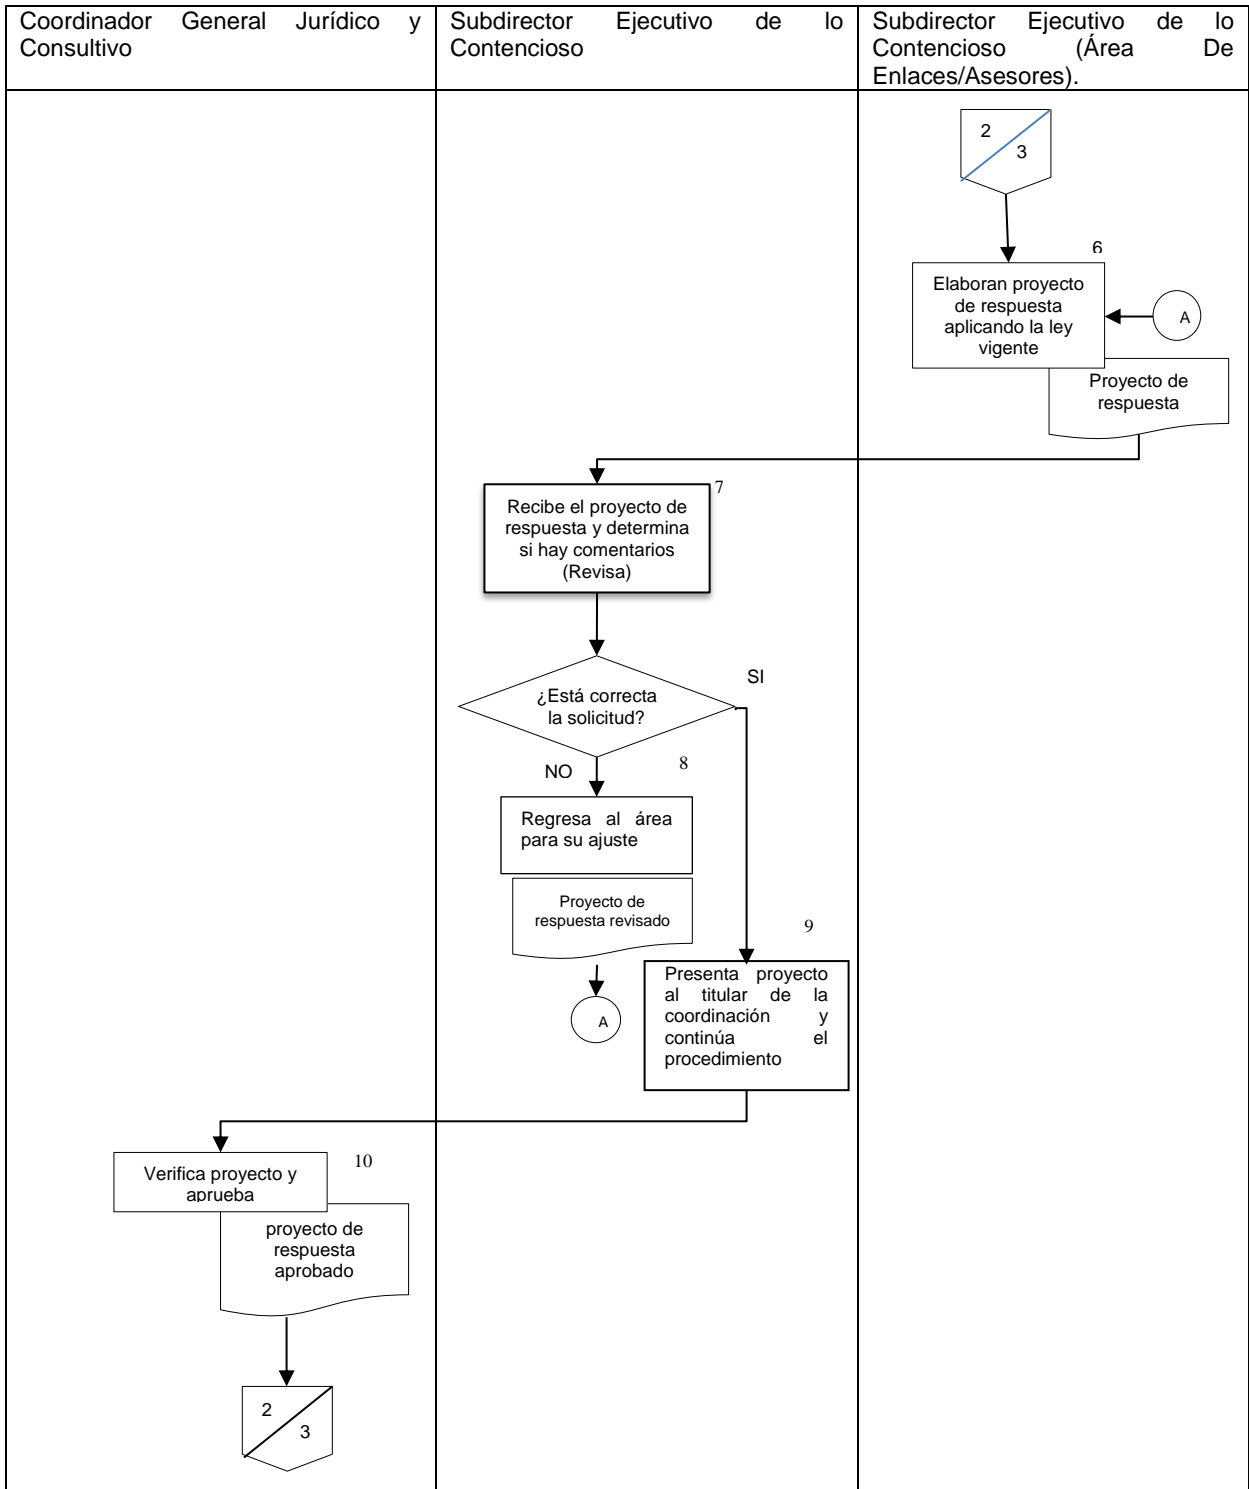 Coordinador General Jurídico y
Consultivo
Subdirector Ejecutivo de lo
Contencioso
Subdirector Ejecutivo de lo
Contencioso (Área De
Enlaces/Asesores).
2
3
6
Elaboran proyecto
de respuesta
aplicando la ley
vigente
A
Proyecto de
respuesta
7
Recibe el proyecto de
respuesta y determina
si hay comentarios
(Revisa)
¿Está correcta
la solicitud?
SI
NO
8
Regresa al área
para su ajuste
Proyecto de
respuesta revisado
A
9
Presenta proyecto
al titular de la
coordinación y
continúa el
procedimiento
10
Verifica proyecto y
aprueba
proyecto de
respuesta
aprobado
2
3